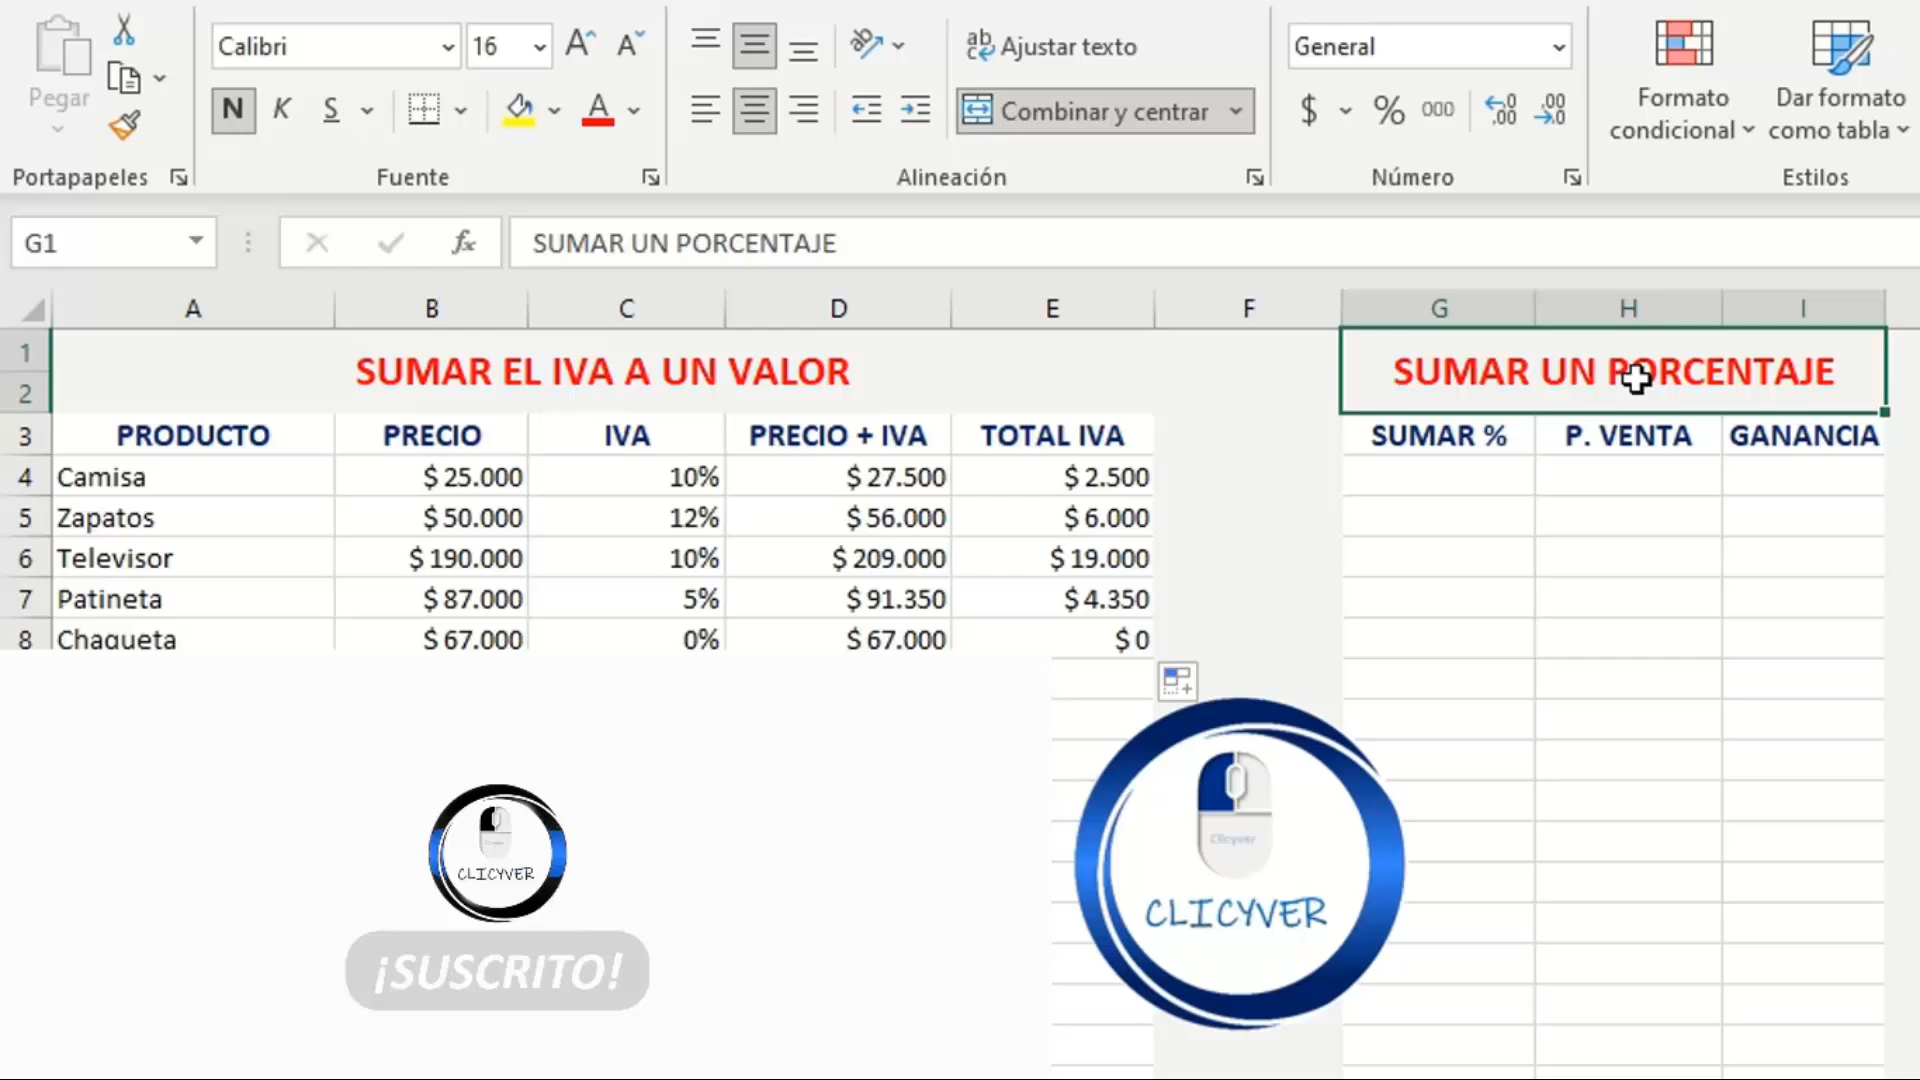 Pegar
Portapapeles
Calibri
16
N K S
Fuente
Ajustar texto
Combinar y centrar
Alineación
General
$ % 000
Número
Formato condicional
Dar formato como tabla
Estilos
G1
fx
SUMAR UN PORCENTAJE
A B C D E F G H I
1
2
SUMAR EL IVA A UN VALOR
SUMAR UN PORCENTAJE
3 PRODUCTO PRECIO IVA PRECIO + IVA TOTAL IVA SUMAR % P. VENTA GANANCIA
4 Camisa $ 25.000 10% $ 27.500 $ 2.500
5 Zapatos $ 50.000 12% $ 56.000 $ 6.000
6 Televisor $ 190.000 10% $ 209.000 $ 19.000
7 Patineta $ 87.000 5% $ 91.350 $ 4.350
8 Chaqueta $ 67.000 0% $ 67.000 $ 0
CLICYVER
¡SUSCRITO!
Clicyver
CLICYVER